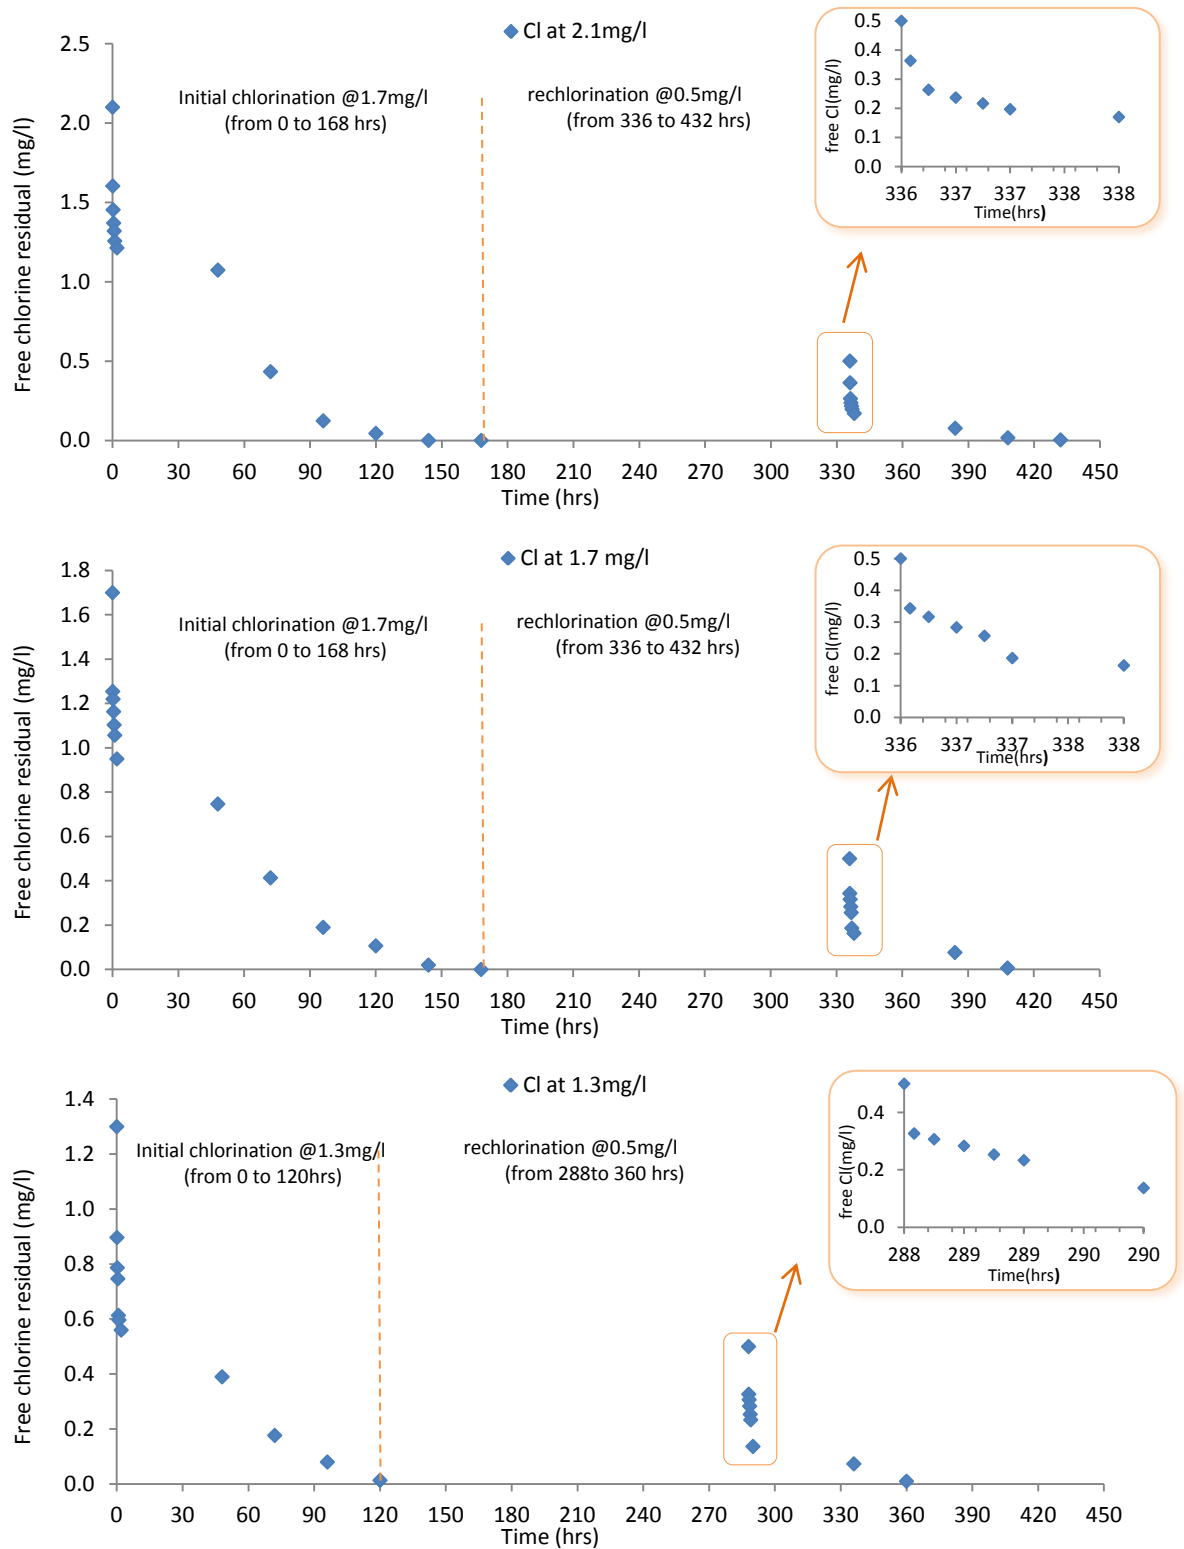 Cl at 2.1mg/l
Free chlorine residual (mg/l)
2.5
2.0
1.5
1.0
0.5
0.0
Initial chlorination @1.7mg/l
(from 0 to 168 hrs)
rechlorination @0.5mg/l
(from 336 to 432 hrs)
0 30 60 90 120 150 180 210 240 270 300 330 360 390 420 450
Time (hrs)
free Cl(mg/l)
0.5
0.4
0.3
0.2
0.1
0.0
336 337 337 338 338
Time(hrs)
Cl at 1.7 mg/l
Free chlorine residual (mg/l)
1.8
1.6
1.4
1.2
1.0
0.8
0.6
0.4
0.2
0.0
Initial chlorination @1.7mg/l
(from 0 to 168 hrs)
rechlorination @0.5mg/l
(from 336 to 432 hrs)
0 30 60 90 120 150 180 210 240 270 300 330 360 390 420 450
Time (hrs)
free Cl(mg/l)
0.5
0.4
0.3
0.2
0.1
0.0
336 337 337 338 338
Time(hrs)
Cl at 1.3mg/l
Free chlorine residual (mg/l)
1.4
1.2
1.0
0.8
0.6
0.4
0.2
0.0
Initial chlorination @1.3mg/l
(from 0 to 120hrs)
rechlorination @0.5mg/l
(from 288to 360 hrs)
0 30 60 90 120 150 180 210 240 270 300 330 360 390 420 450
Time (hrs)
free Cl(mg/l)
0.4
0.2
0.0
288 289 289 290 290
Time(hrs)